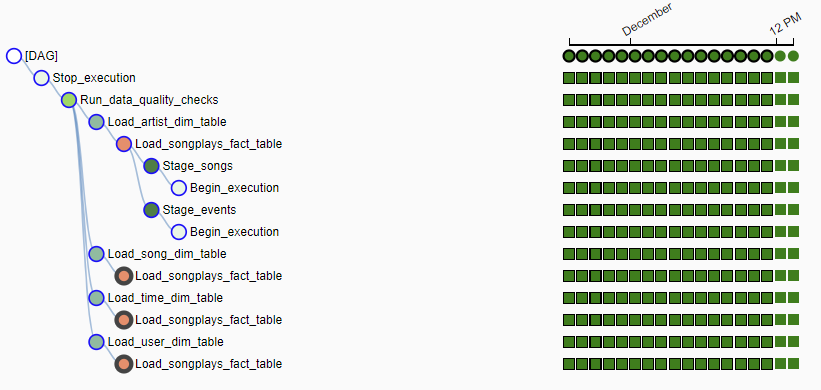 December
12 PM
[DAG]
Stop_execution
Run_data_quality_checks
Load_artist_dim_table
Load_songplays_fact_table
Stage_songs
Begin_execution
Stage_events
Begin_execution
Load_song_dim_table
Load_songplays_fact_table
Load_time_dim_table
Load_songplays_fact_table
Load_user_dim_table
Load_songplays_fact_table